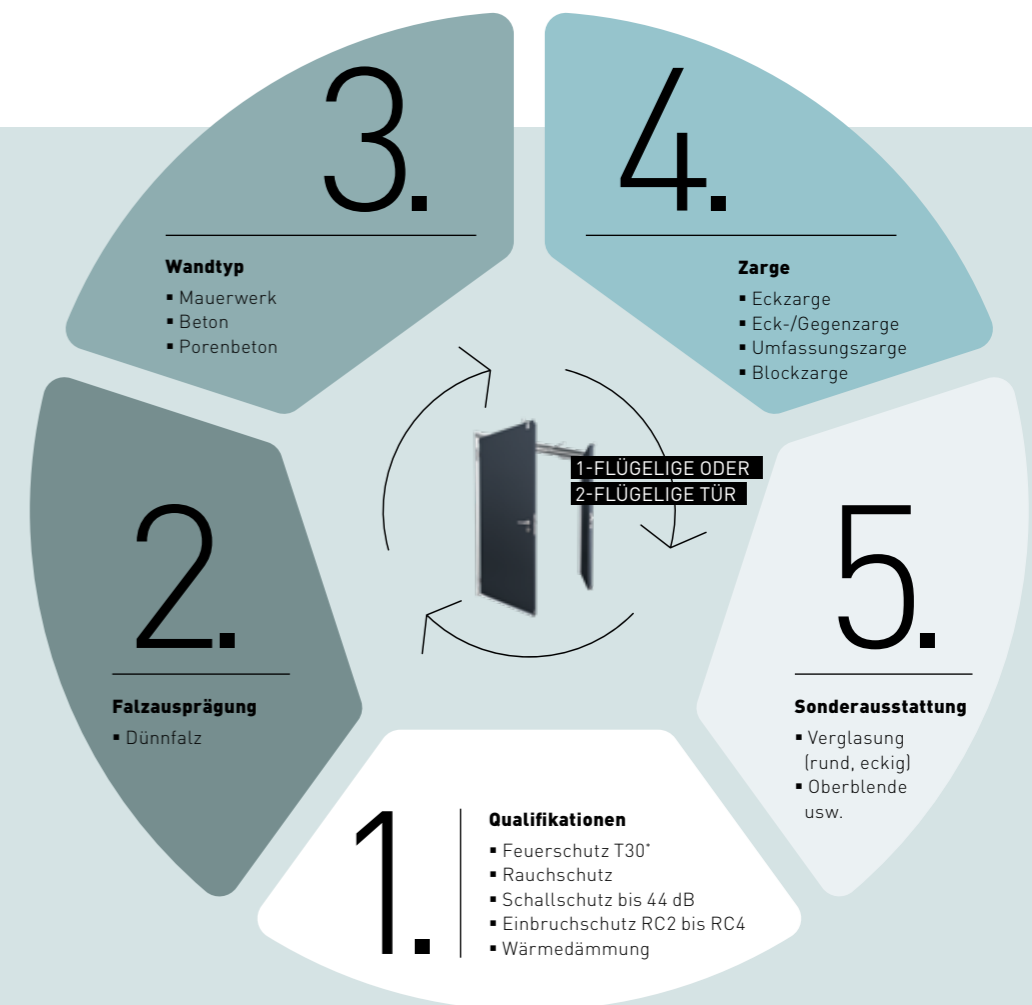 3.
Wandtyp
▪ Mauerwerk
▪ Beton
▪ Porenbeton
4.
Zarge
▪ Eckzarge
▪ Eck-/Gegenzarge
▪ Umfassungszarge
▪ Blockzarge
1-FLÜGELIGE ODER
2-FLÜGELIGE TÜR
2.
Falzausprägung
▪ Dünnfalz
5.
Sonderausstattung
▪ Verglasung
(rund, eckig)
▪ Oberblende
usw.
1.
Qualifikationen
▪ Feuerschutz T30*
▪ Rauchschutz
▪ Schallschutz bis 44 dB
▪ Einbruchschutz RC2 bis RC4
▪ Wärmedämmung